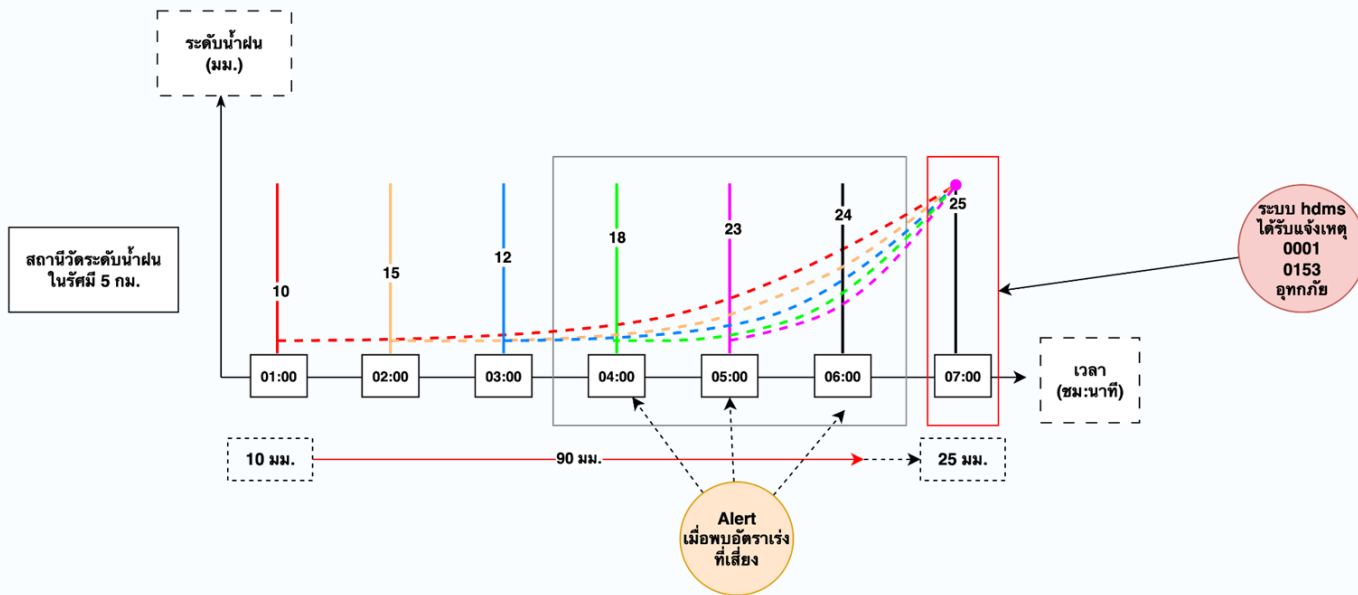 ระดับน้ำฝน
(มม.)
สถานีวัดระดับน้ำฝน
ในรัศมี 5 กม.
10
15
12
18
23
24
25
ระบบ hdms
ได้รับแจ้งเหตุ
0001
0153
อุทกภัย
01:00
02:00
03:00
04:00
05:00
06:00
07:00
เวลา
(ชม:นาที)
10 มม.
90 มม.
25 มม.
Alert
เมื่อพบอัตราเร่ง
ที่เสี่ยง